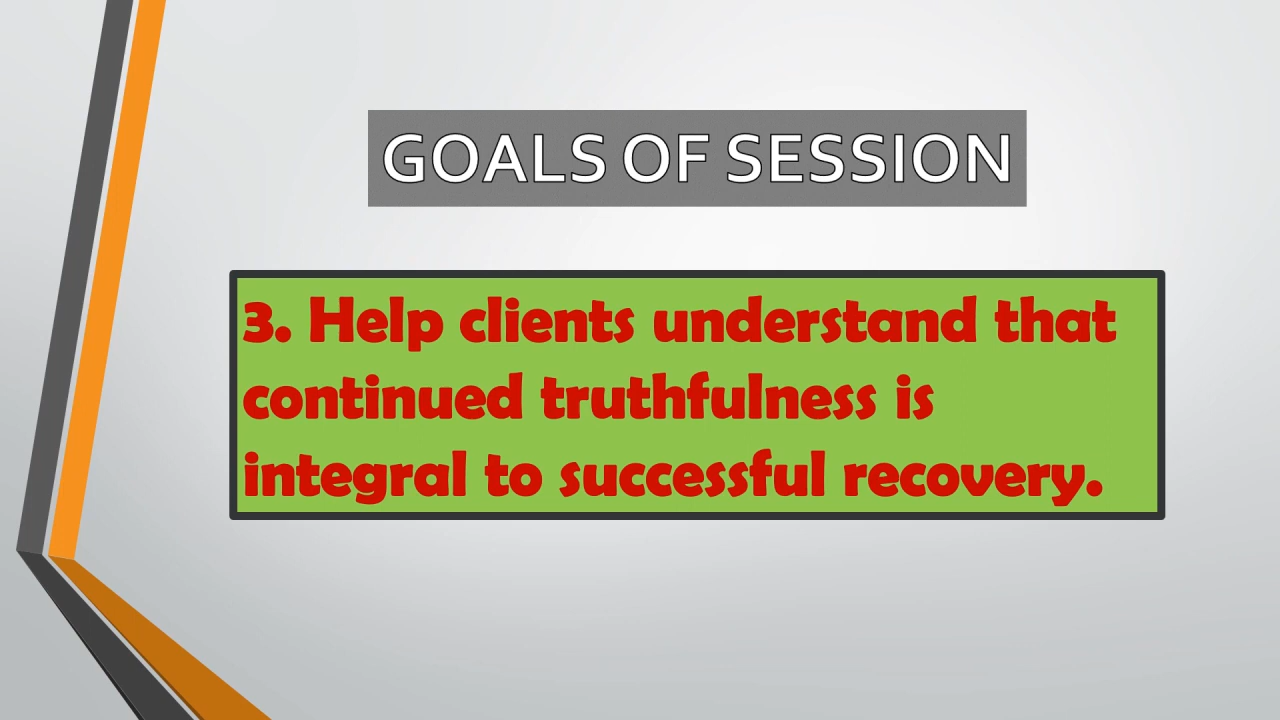 GOALS OF SESSION
3. Help clients understand that
continued truthfulness is
integral to successful recovery.